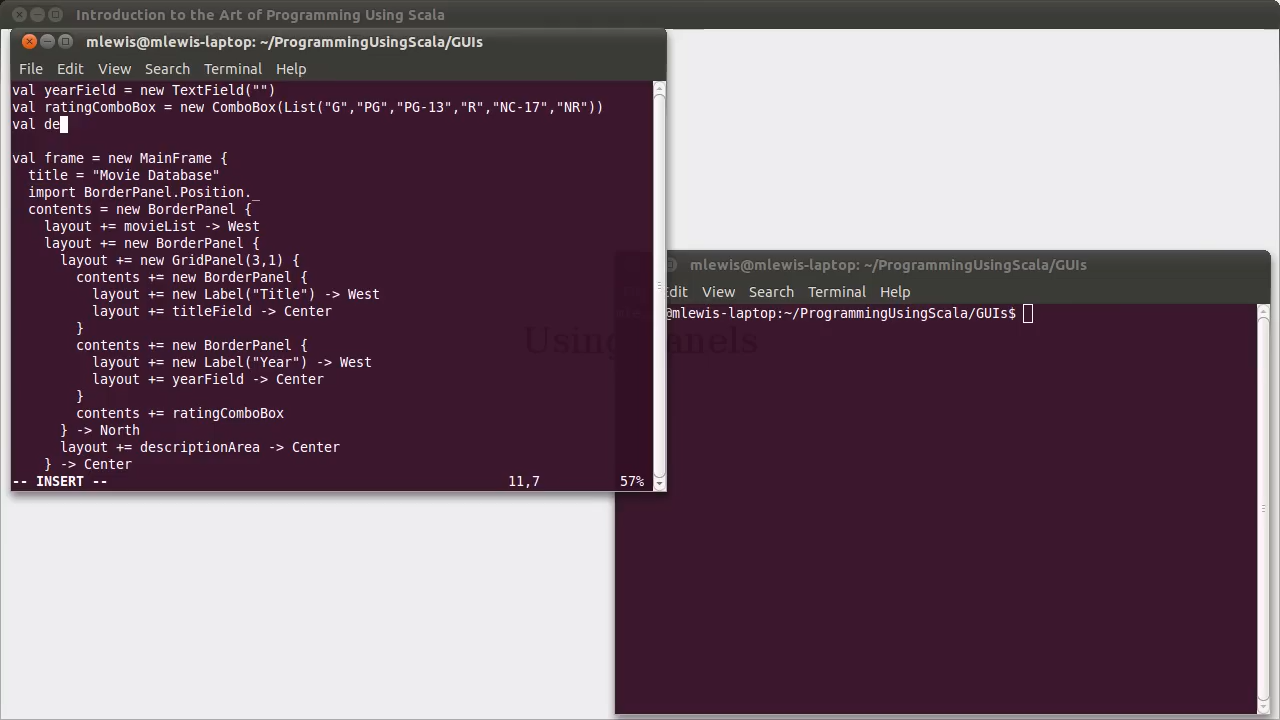 Introduction to the Art of Programming Using Scala
mlewis@mlewis-laptop: ~/ProgrammingUsingScala/GUIs
File Edit View Search Terminal Help
val yearField = new TextField("")
val ratingComboBox = new ComboBox(List("G","PG","PG-13","R","NC-17","NR"))
val de
val frame = new MainFrame {
title = "Movie Database"
import BorderPanel.Position._
contents = new BorderPanel {
layout += movieList -> West
layout += new BorderPanel {
layout += new GridPanel(3,1) {
contents += new BorderPanel {
layout += new Label("Title") -> West
layout += titleField -> Center
}
contents += new BorderPanel {
layout += new Label("Year") -> West
layout += yearField -> Center
}
contents += ratingComboBox
} -> North
layout += descriptionArea -> Center
} -> Center
-- INSERT -- 11,7 57%
mlewis@mlewis-laptop: ~/ProgrammingUsingScala/GUIs
Edit View Search Terminal Help
@mlewis-laptop:~/ProgrammingUsingScala/GUIs$
Using Panels